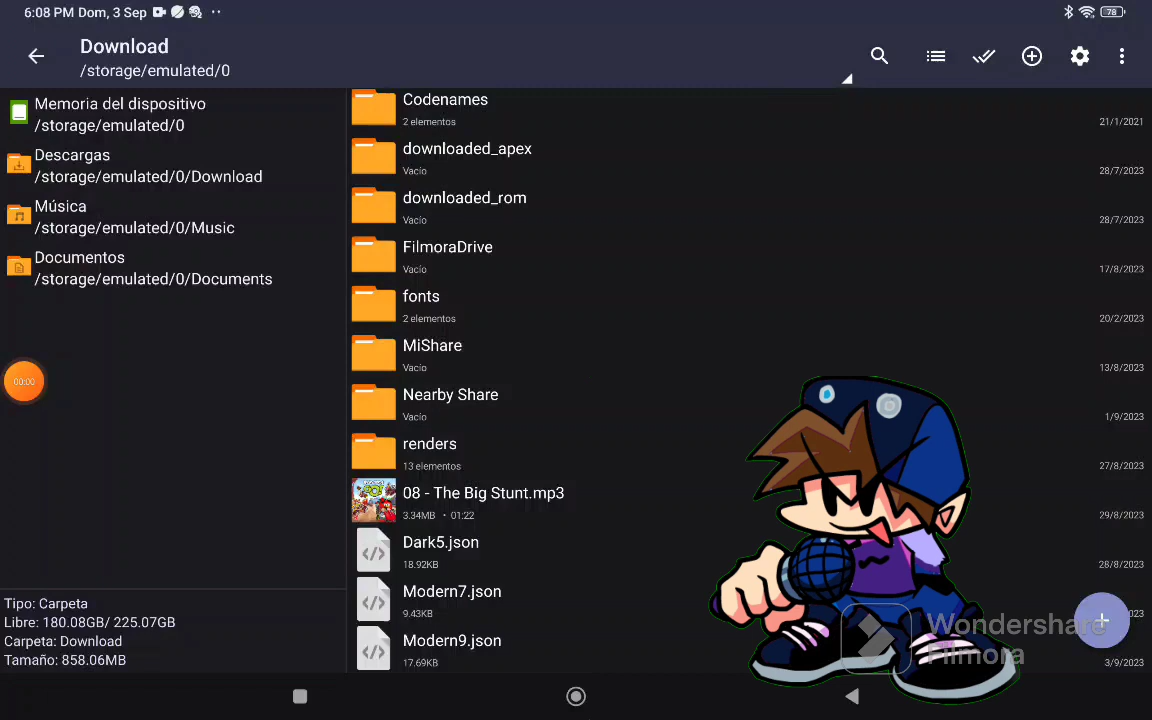 6:08 PM Dom, 3 Sep
78
Download
/storage/emulated/0
Memoria del dispositivo
/storage/emulated/0
Descargas
/storage/emulated/0/Download
Música
/storage/emulated/0/Music
Documentos
/storage/emulated/0/Documents
00:00
Tipo: Carpeta
Libre: 180.08GB/ 225.07GB
Carpeta: Download
Tamaño: 858.06MB
Codenames
2 elementos
21/1/2021
downloaded_apex
Vacío
28/7/2023
downloaded_rom
Vacío
28/7/2023
FilmoraDrive
Vacío
17/8/2023
fonts
2 elementos
20/2/2023
MiShare
Vacío
13/8/2023
Nearby Share
Vacío
1/9/2023
renders
13 elementos
27/8/2023
08 - The Big Stunt.mp3
3.34MB • 01:22
29/8/2023
Dark5.json
18.92KB
28/8/2023
Modern7.json
9.43KB
Modern9.json
17.69KB
3/9/2023
Wondershare
Filmora